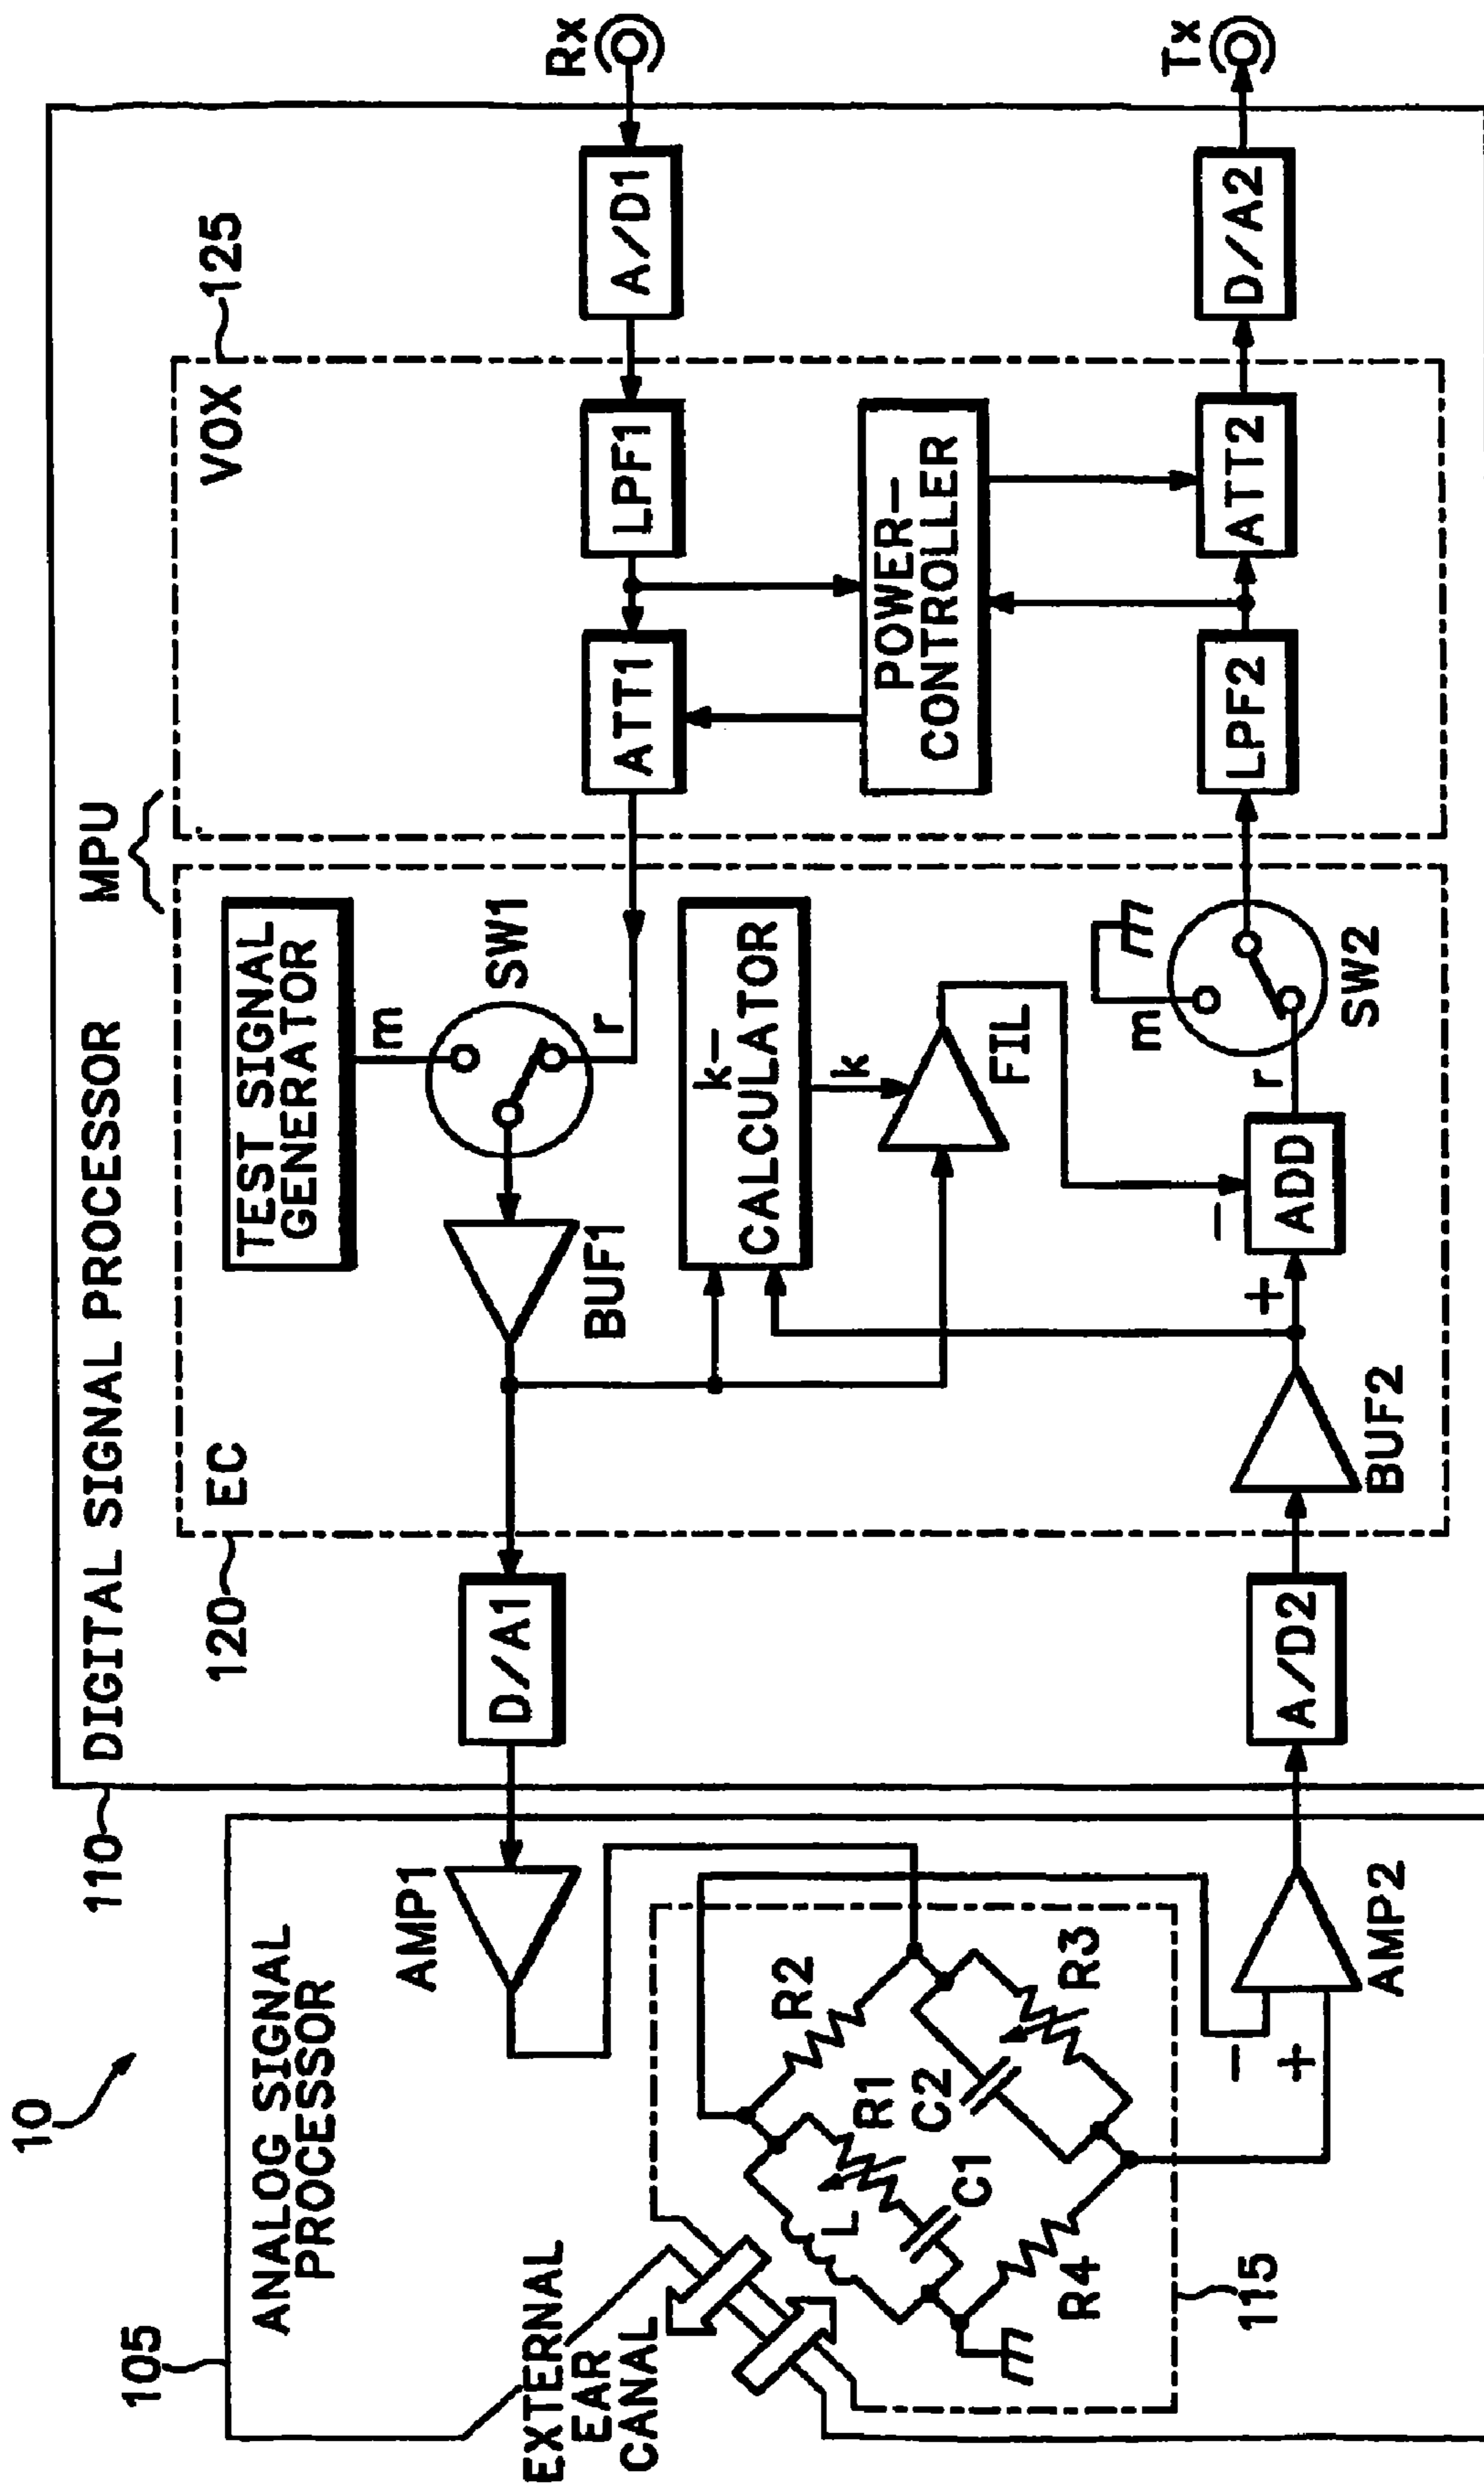 10
105
ANALOG SIGNAL
PROCESSOR
EXTERNAL
EAR
CANAL
115
L
R1
C1
R2
C2
R3
R4
AMP1
AMP2
-
+
110
DIGITAL SIGNAL PROCESSOR
MPU
D/A1
A/D2
120
EC
TEST SIGNAL
GENERATOR
m
SW1
r
BUF1
k-
CALCULATOR
k
FIL
BUF2
+
-
ADD
r
m
SW2
125
VOX
ATT1
LPF1
POWER-
CONTROLLER
LPF2
ATT2
A/D1
D/A2
Rx
Tx